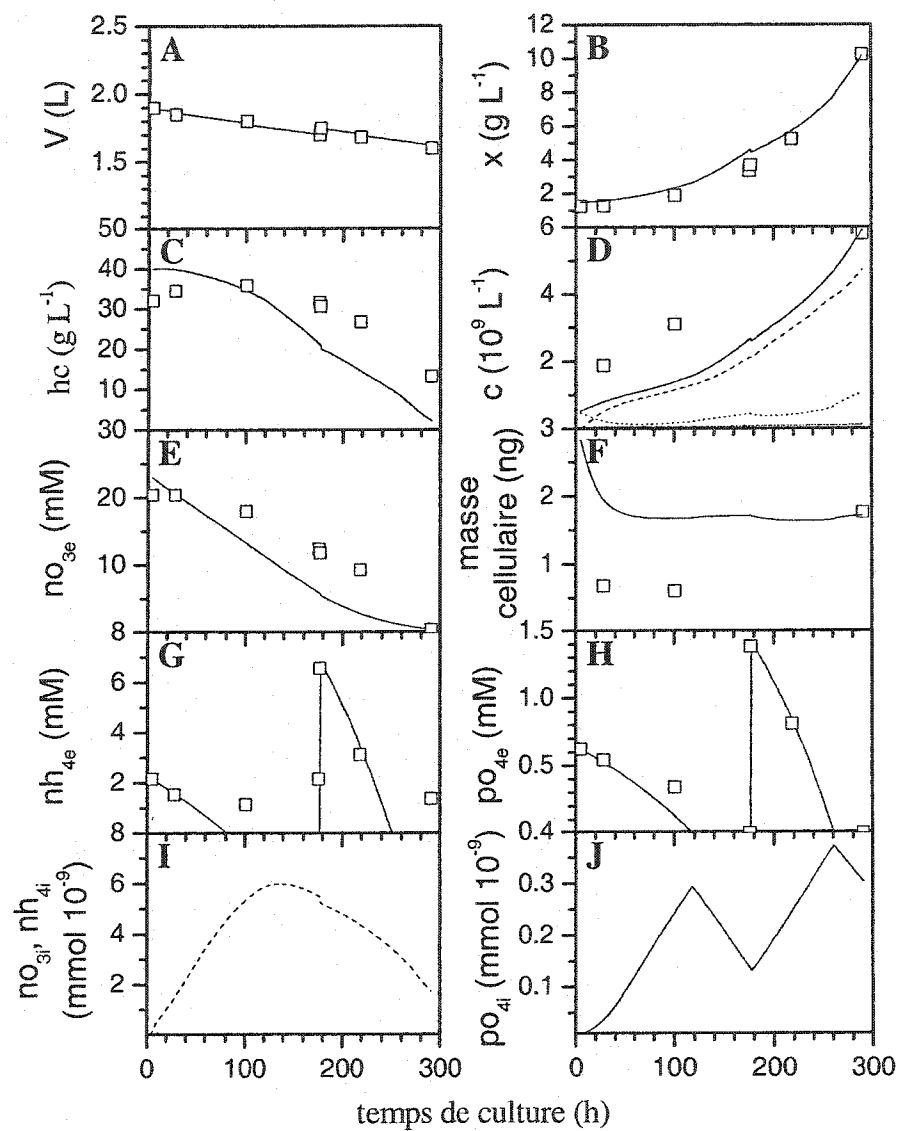 2.5
A
2.0
1.5
50
V (L)
12
B
10
8
6
4
2
6
x (g L⁻¹)
C
40
30
20
10
30
hc (g L⁻¹)
D
4
2
3
c (10⁹ L⁻¹)
E
20
10
8
no₃ₑ (mM)
F
2
1
1.5
masse
cellulaire (ng)
G
6
4
2
8
nh₄ₑ (mM)
H
1.0
0.5
0.4
po₄ₑ (mM)
I
6
4
2
no₃ᵢ, nh₄ᵢ
(mmol 10⁻⁹)
J
0.3
0.2
0.1
po₄ᵢ (mmol 10⁻⁹)
0 100 200 300
0 100 200 300
temps de culture (h)